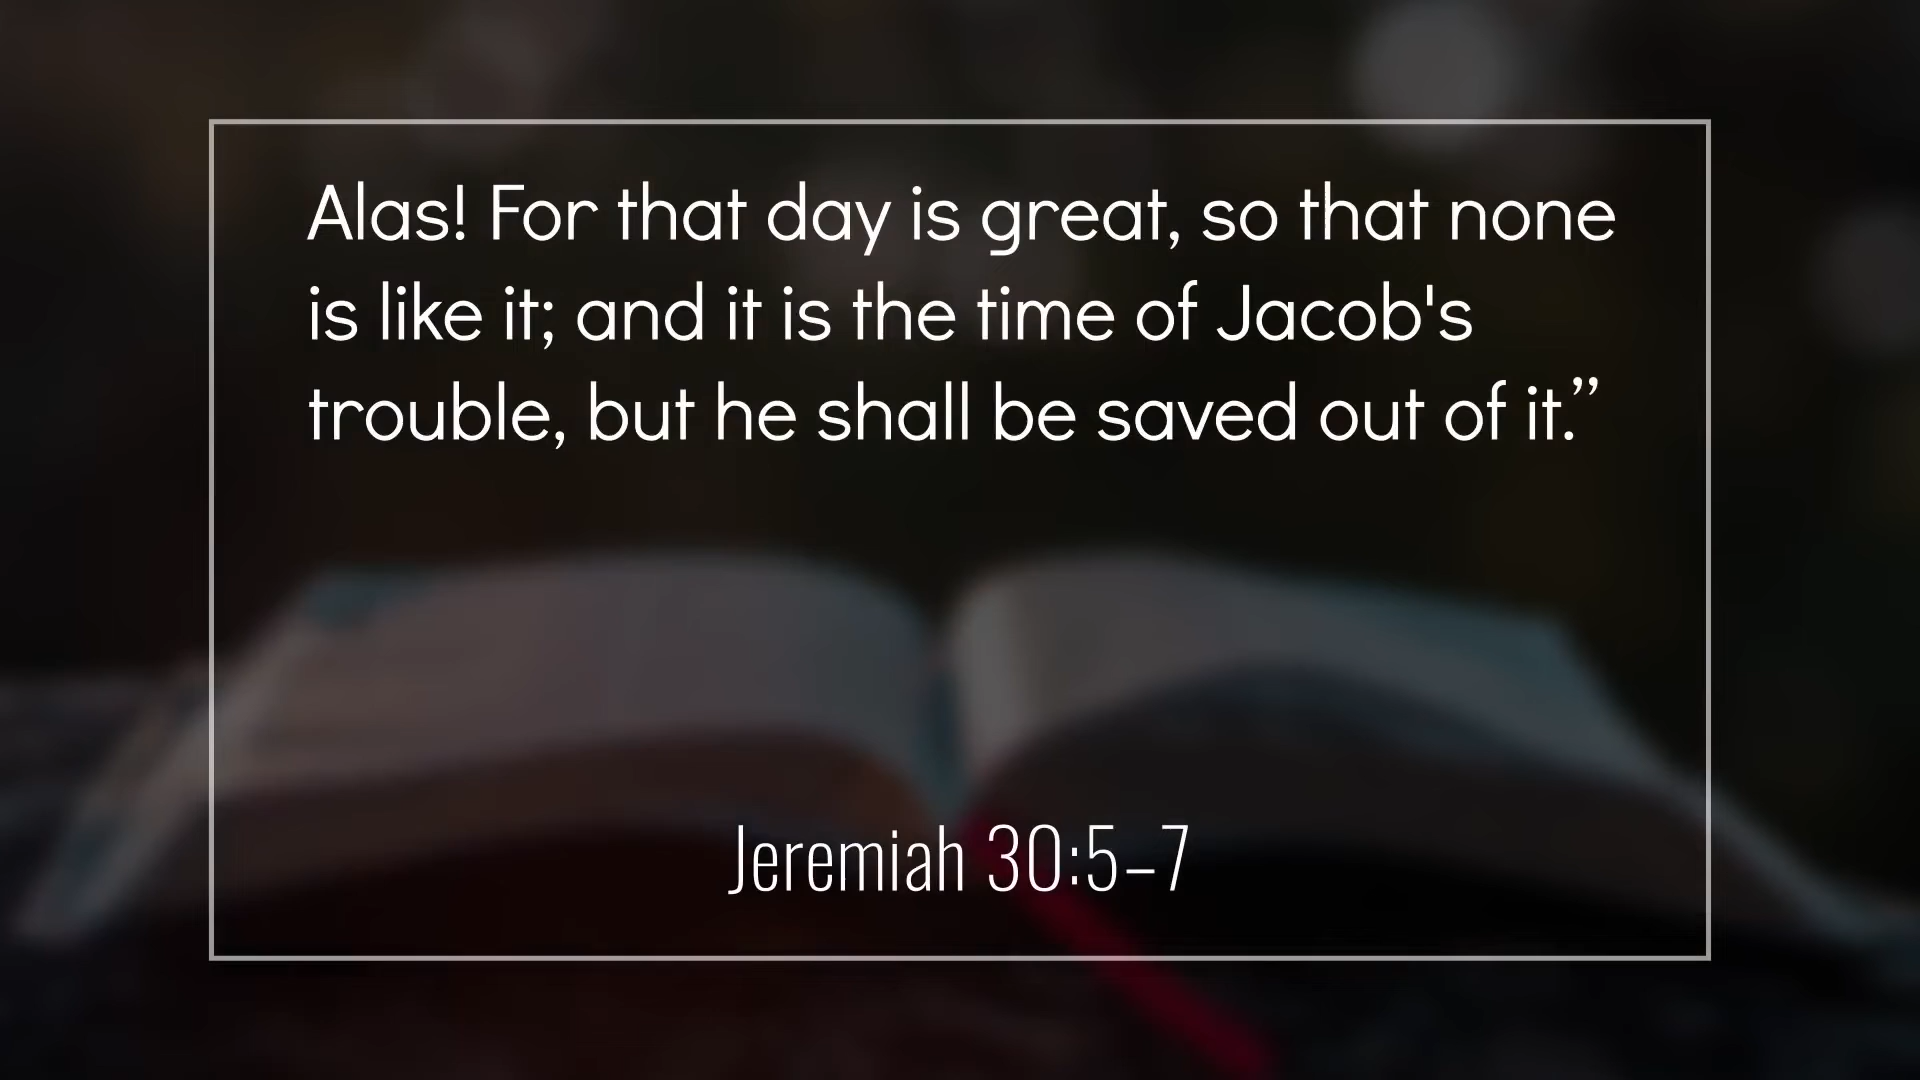 Alas! For that day is great, so that none
is like it; and it is the time of Jacob's
trouble, but he shall be saved out of it.”
Jeremiah 30:5–7